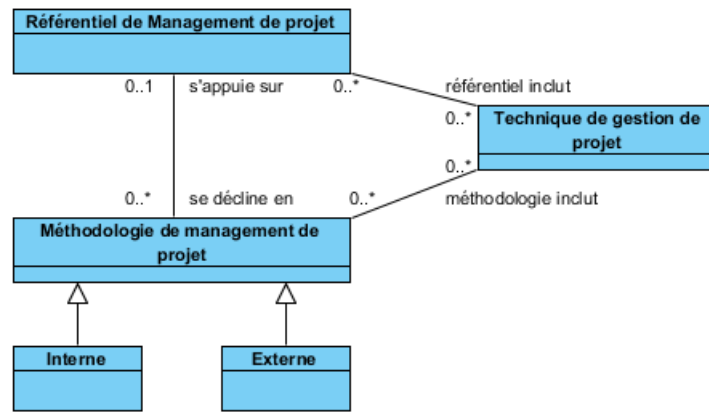 Référentiel de Management de projet
0..1 s'appuie sur 0..* référentiel inclut
0..* Technique de gestion de
projet
0..*
0..* se décline en 0..* méthodologie inclut
Méthodologie de management de
projet
Interne Externe